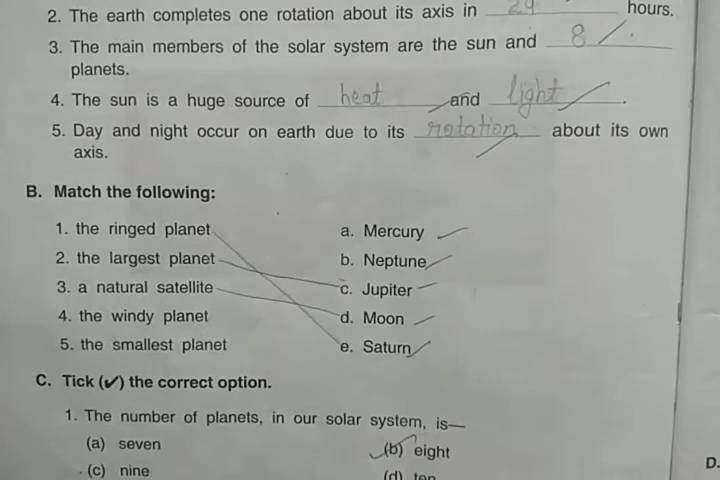 2. The earth completes one rotation about its axis in 24 hours.
3. The main members of the solar system are the sun and 8
planets.
4. The sun is a huge source of heat and light.
5. Day and night occur on earth due to its rotation about its own
axis.
B. Match the following:
1. the ringed planet a. Mercury
2. the largest planet b. Neptune
3. a natural satellite c. Jupiter
4. the windy planet d. Moon
5. the smallest planet e. Saturn
C. Tick (✓) the correct option.
1. The number of planets, in our solar system, is—
(a) seven (b) eight
(c) nine (d) ten
D.